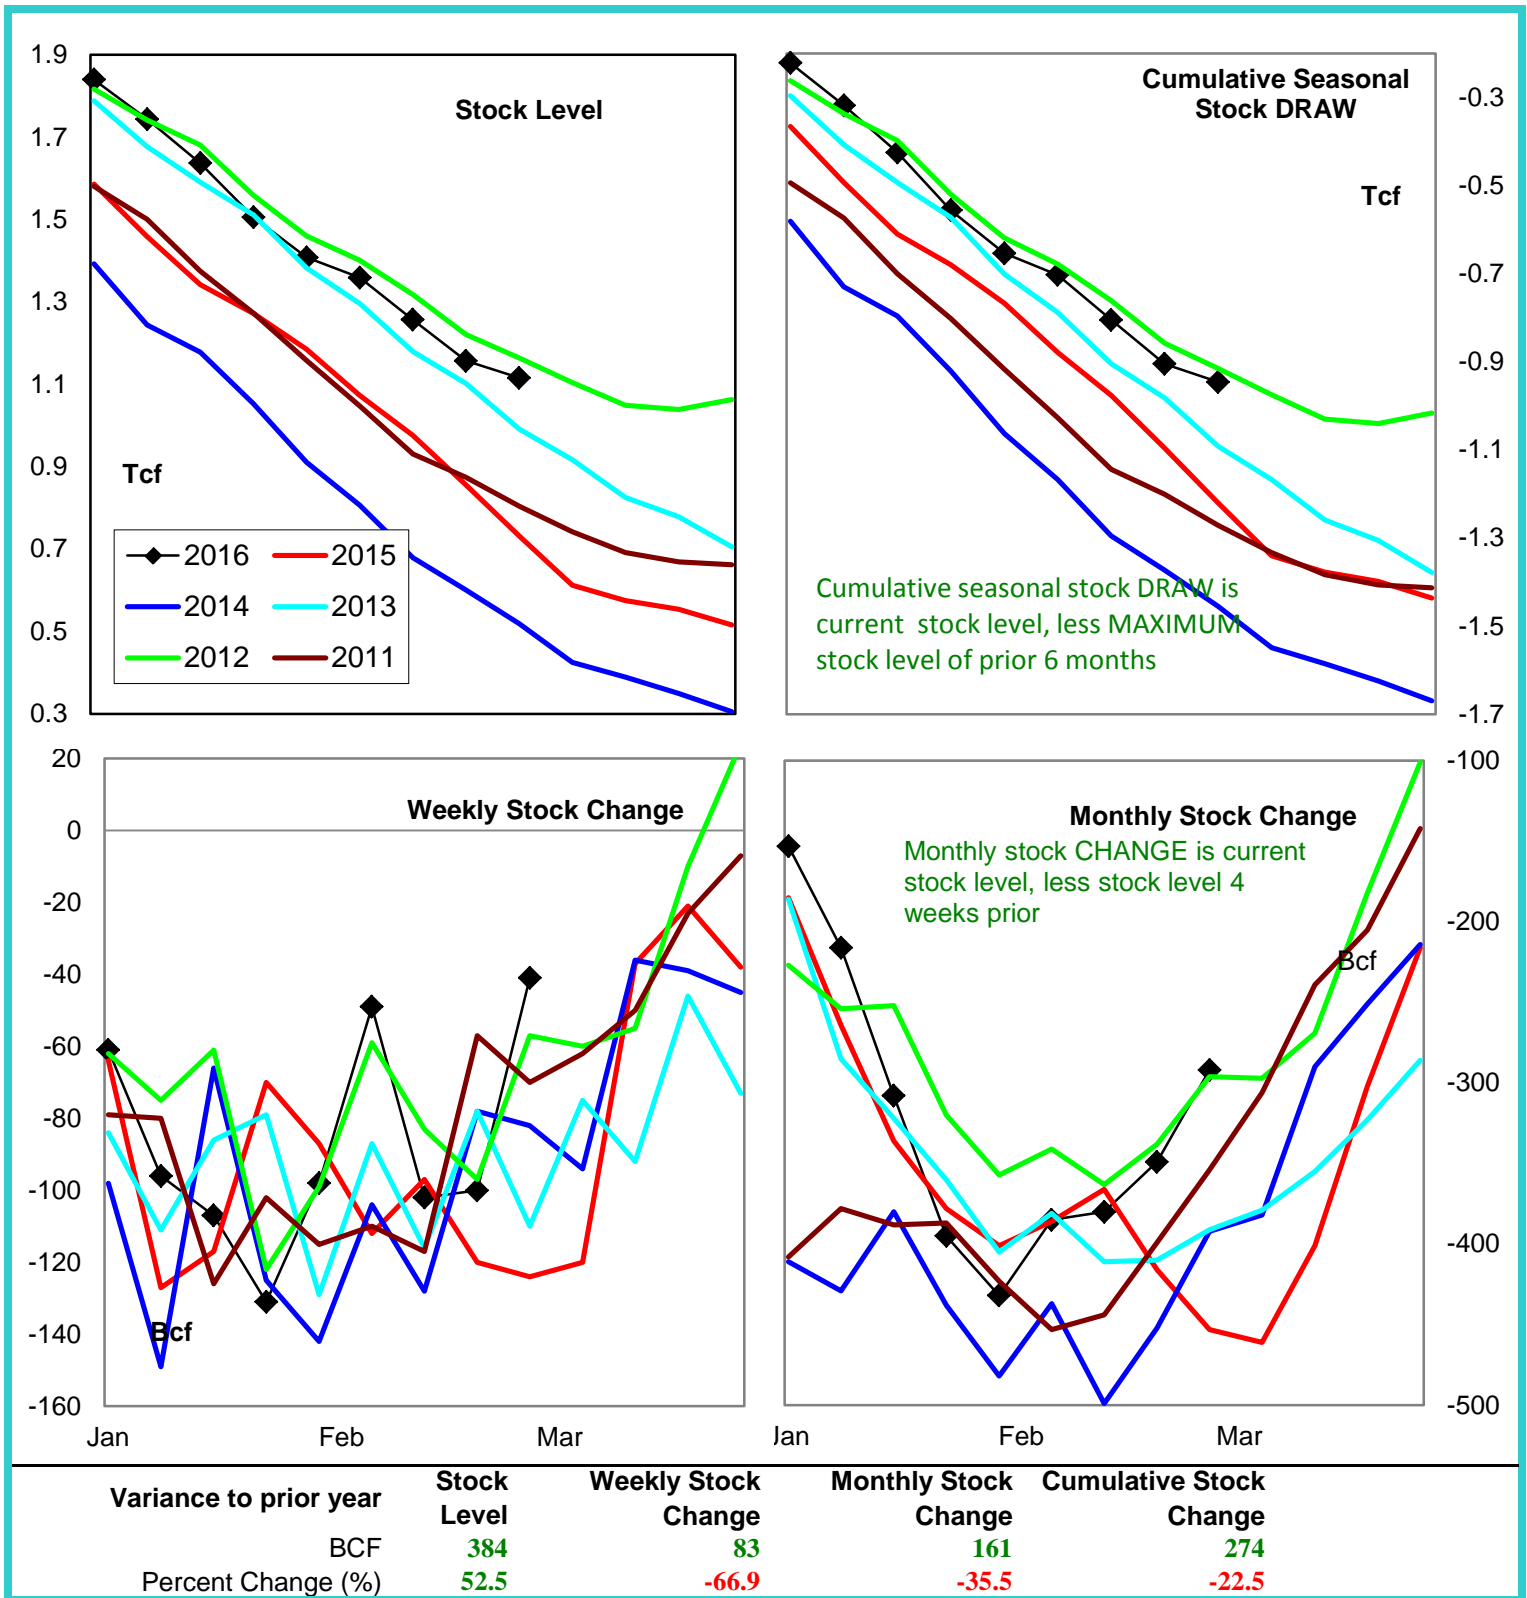 1.9
1.7
1.5
1.3
1.1
0.9
0.7
0.5
0.3
Stock Level
Tcf
2016
2015
2014
2013
2012
2011
Cumulative Seasonal
Stock DRAW
Tcf
-0.3
-0.5
-0.7
-0.9
-1.1
-1.3
-1.5
-1.7
Cumulative seasonal stock DRAW is
current stock level, less MAXIMUM
stock level of prior 6 months
20
0
-20
-40
-60
-80
-100
-120
-140
-160
Weekly Stock Change
Bcf
Jan
Feb
Mar
Monthly Stock Change
Monthly stock CHANGE is current
stock level, less stock level 4
weeks prior
Bcf
-100
-200
-300
-400
-500
Jan
Feb
Mar
Variance to prior year
Stock
Level
Weekly Stock
Change
Monthly Stock
Change
Cumulative Stock
Change
BCF 384 83 161 274
Percent Change (%) 52.5 -66.9 -35.5 -22.5